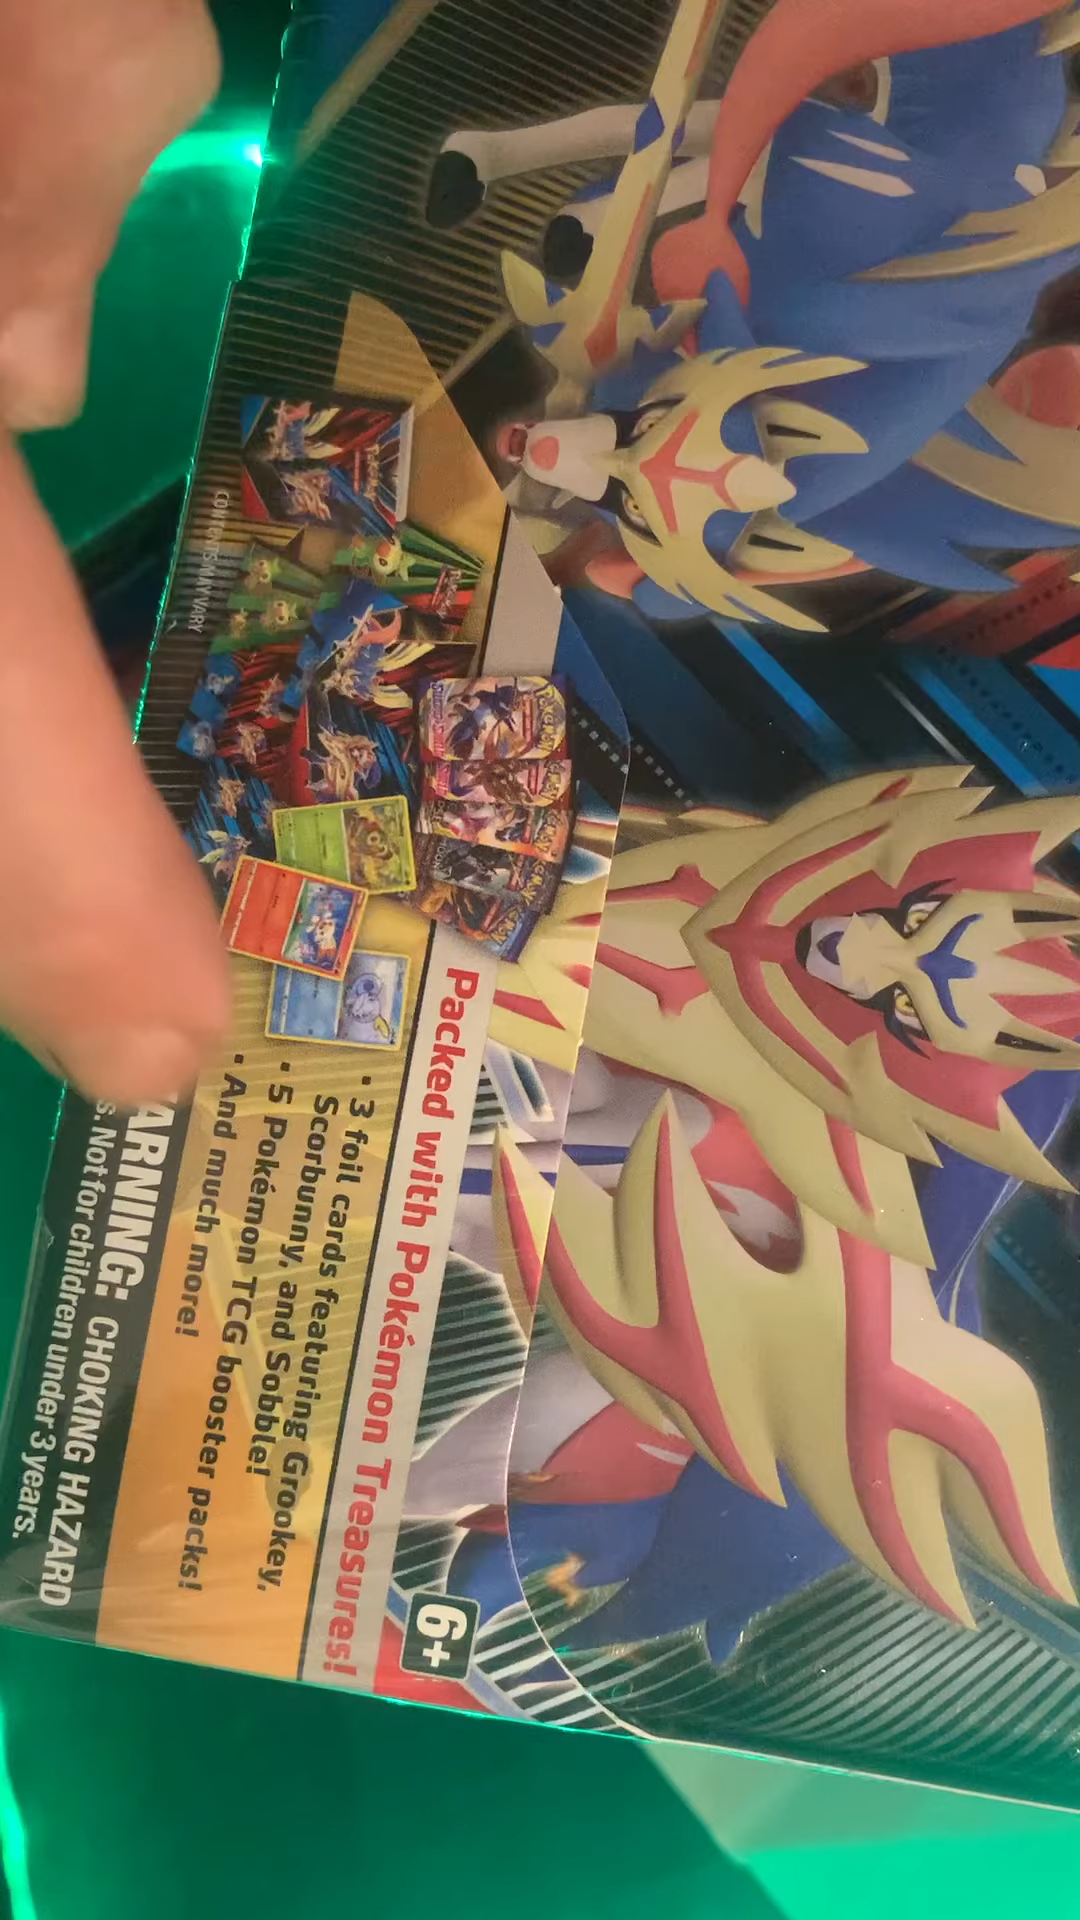 Packed with Pokémon Treasures!
• 3 foil cards featuring Grookey,
Scorbunny, and Sobble!
• 5 Pokémon TCG booster packs!
• And much more!
6+
CONTENTS MAY VARY
ARNING: CHOKING HAZARD
s. Not for children under 3 years.